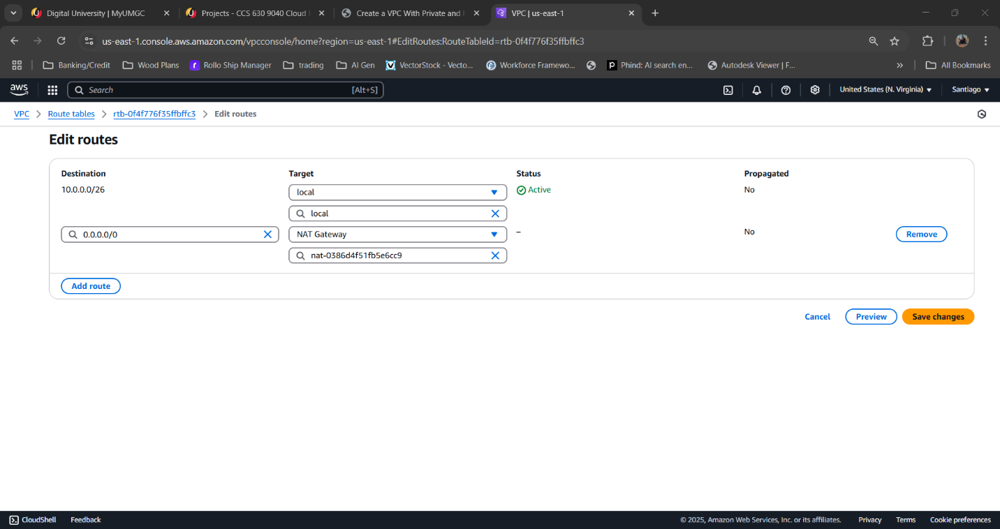 Digital University | MyUMGC
Projects - CCS 630 9040 Cloud
Create a VPC With Private and
VPC | us-east-1
us-east-1.console.aws.amazon.com/vpcconsole/home?region=us-east-1#EditRoutes:RouteTableId=rtb-0f4f776f35ffbffc3
Banking/Credit
Wood Plans
r
Rollo Ship Manager
trading
AI Gen
VectorStock - Vecto...
Workforce Framewo...
p
Phind: AI search en...
Autodesk Viewer | F...
»
All Bookmarks
aws
Search
[Alt+S]
United States (N. Virginia)
Santiago
VPC
Route tables
rtb-0f4f776f35ffbffc3
Edit routes
Edit routes
Destination
Target
Status
Propagated
10.0.0.0/26
local
Active
No
local
0.0.0.0/0
NAT Gateway
–
No
Remove
nat-0386d4f51fb5e6cc9
Add route
Cancel
Preview
Save changes
CloudShell
Feedback
© 2025, Amazon Web Services, Inc. or its affiliates.
Privacy
Terms
Cookie preferences